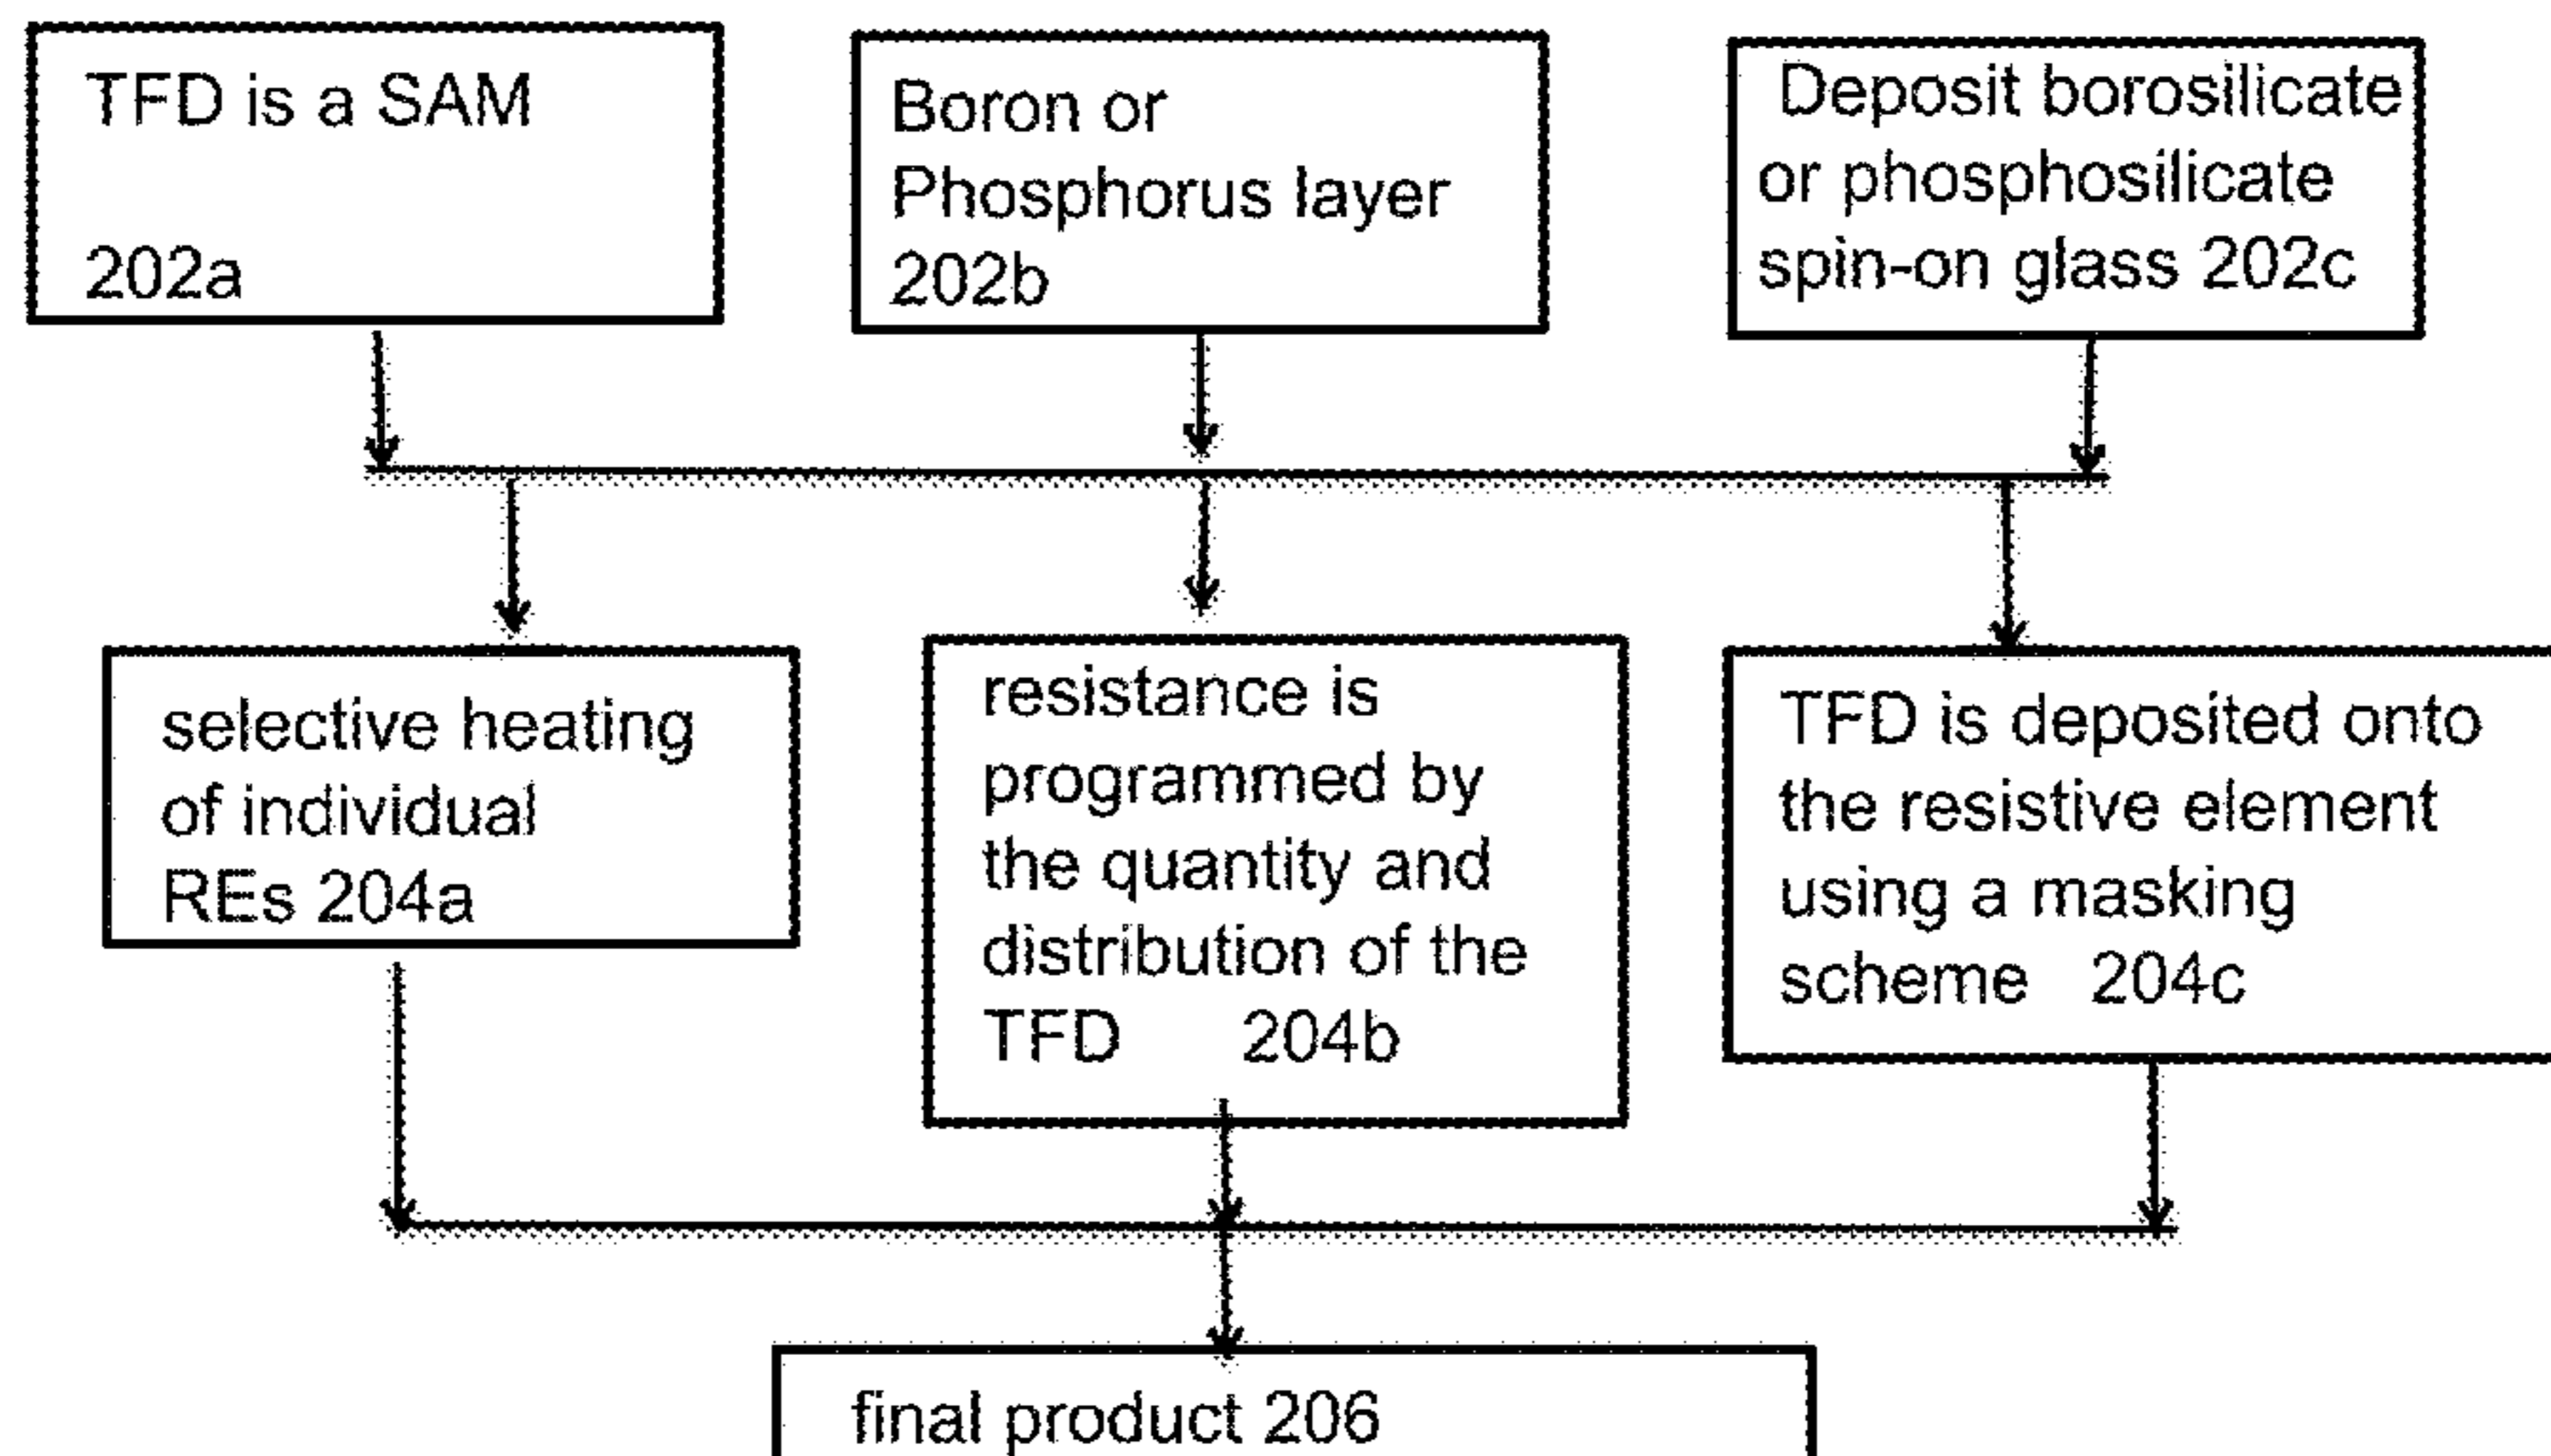 TFD is a SAM
202a
Boron or
Phosphorus layer
202b
Deposit borosilicate
or phosphosilicate
spin-on glass 202c
selective heating
of individual
REs 204a
resistance is
programmed by
the quantity and
distribution of the
TFD 204b
TFD is deposited onto
the resistive element
using a masking
scheme 204c
final product 206